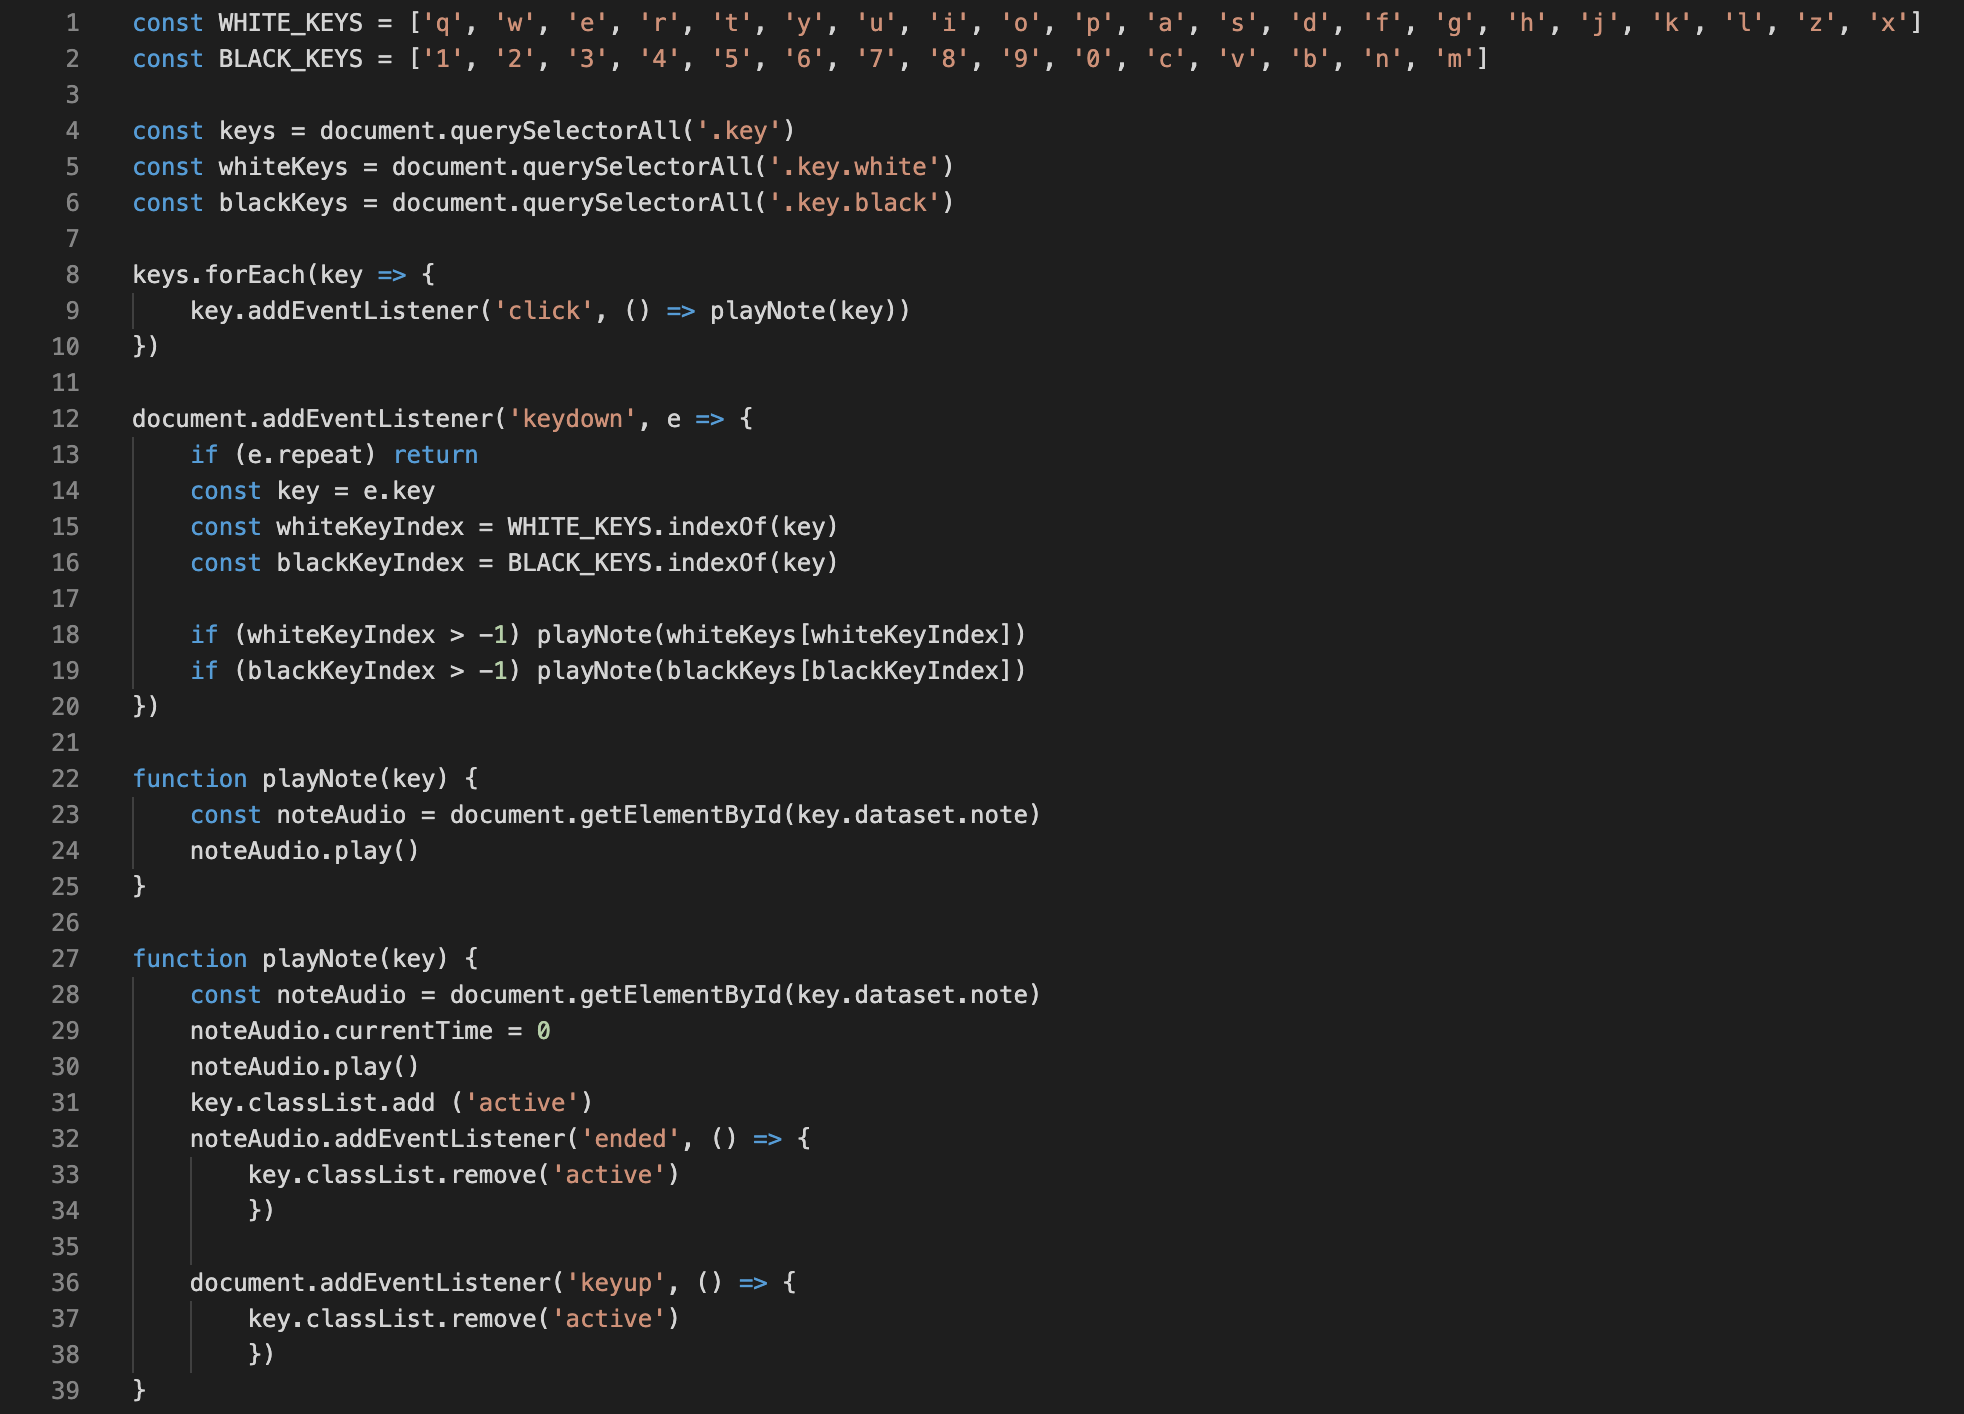 1 const WHITE_KEYS = ['q', 'w', 'e', 'r', 't', 'y', 'u', 'i', 'o', 'p', 'a', 's', 'd', 'f', 'g', 'h', 'j', 'k', 'l', 'z', 'x']
2 const BLACK_KEYS = ['1', '2', '3', '4', '5', '6', '7', '8', '9', '0', 'c', 'v', 'b', 'n', 'm']
3
4 const keys = document.querySelectorAll('.key')
5 const whiteKeys = document.querySelectorAll('.key.white')
6 const blackKeys = document.querySelectorAll('.key.black')
7
8 keys.forEach(key => {
9     key.addEventListener('click', () => playNote(key))
10 })
11
12 document.addEventListener('keydown', e => {
13     if (e.repeat) return
14     const key = e.key
15     const whiteKeyIndex = WHITE_KEYS.indexOf(key)
16     const blackKeyIndex = BLACK_KEYS.indexOf(key)
17
18     if (whiteKeyIndex > -1) playNote(whiteKeys[whiteKeyIndex])
19     if (blackKeyIndex > -1) playNote(blackKeys[blackKeyIndex])
20 })
21
22 function playNote(key) {
23     const noteAudio = document.getElementById(key.dataset.note)
24     noteAudio.play()
25 }
26
27 function playNote(key) {
28     const noteAudio = document.getElementById(key.dataset.note)
29     noteAudio.currentTime = 0
30     noteAudio.play()
31     key.classList.add ('active')
32     noteAudio.addEventListener('ended', () => {
33         key.classList.remove('active')
34         })
35
36     document.addEventListener('keyup', () => {
37         key.classList.remove('active')
38         })
39 }